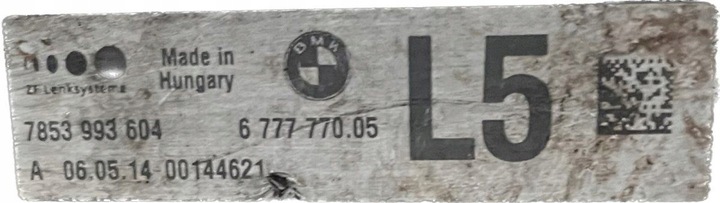 Made in
Hungary
BMW
ZF Lenksysteme
7853 993 604
6 777 770.05
L5
A 06.05.14 00144621